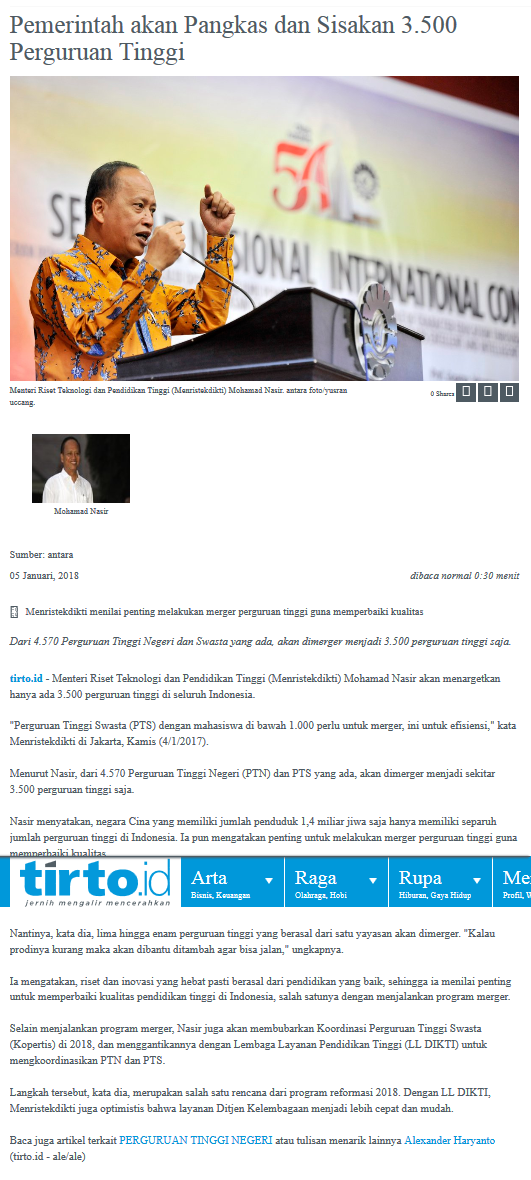 Pemerintah akan Pangkas dan Sisakan 3.500
Perguruan Tinggi
54
SEMINAR NASIONAL INTERNATIONAL CON
Menteri Riset Teknologi dan Pendidikan Tinggi (Menristekdikti) Mohamad Nasir. antara foto/yusran
uccang.
0 Shares
Mohamad Nasir
Sumber: antara
05 Januari, 2018
dibaca normal 0:30 menit
Menristekdikti menilai penting melakukan merger perguruan tinggi guna memperbaiki kualitas
Dari 4.570 Perguruan Tinggi Negeri dan Swasta yang ada, akan dimerger menjadi 3.500 perguruan tinggi saja.
tirto.id - Menteri Riset Teknologi dan Pendidikan Tinggi (Menristekdikti) Mohamad Nasir akan menargetkan
hanya ada 3.500 perguruan tinggi di seluruh Indonesia.
"Perguruan Tinggi Swasta (PTS) dengan mahasiswa di bawah 1.000 perlu untuk merger, ini untuk efisiensi," kata
Menristekdikti di Jakarta, Kamis (4/1/2017).
Menurut Nasir, dari 4.570 Perguruan Tinggi Negeri (PTN) dan PTS yang ada, akan dimerger menjadi sekitar
3.500 perguruan tinggi saja.
Nasir menyatakan, negara Cina yang memiliki jumlah penduduk 1,4 miliar jiwa saja hanya memiliki separuh
jumlah perguruan tinggi di Indonesia. Ia pun mengatakan penting untuk melakukan merger perguruan tinggi guna
memperbaiki kualitas
tirto.id
jernih mengalir mencerahkan
Arta
Bisnis, Keuangan
Raga
Olahraga, Hobi
Rupa
Hiburan, Gaya Hidup
Me
Profil, W
Nantinya, kata dia, lima hingga enam perguruan tinggi yang berasal dari satu yayasan akan dimerger. "Kalau
prodinya kurang maka akan dibantu ditambah agar bisa jalan," ungkapnya.
Ia mengatakan, riset dan inovasi yang hebat pasti berasal dari pendidikan yang baik, sehingga ia menilai penting
untuk memperbaiki kualitas pendidikan tinggi di Indonesia, salah satunya dengan menjalankan program merger.
Selain menjalankan program merger, Nasir juga akan membubarkan Koordinasi Perguruan Tinggi Swasta
(Kopertis) di 2018, dan menggantikannya dengan Lembaga Layanan Pendidikan Tinggi (LL DIKTI) untuk
mengkoordinasikan PTN dan PTS.
Langkah tersebut, kata dia, merupakan salah satu rencana dari program reformasi 2018. Dengan LL DIKTI,
Menristekdikti juga optimistis bahwa layanan Ditjen Kelembagaan menjadi lebih cepat dan mudah.
Baca juga artikel terkait PERGURUAN TINGGI NEGERI atau tulisan menarik lainnya Alexander Haryanto
(tirto.id - ale/ale)